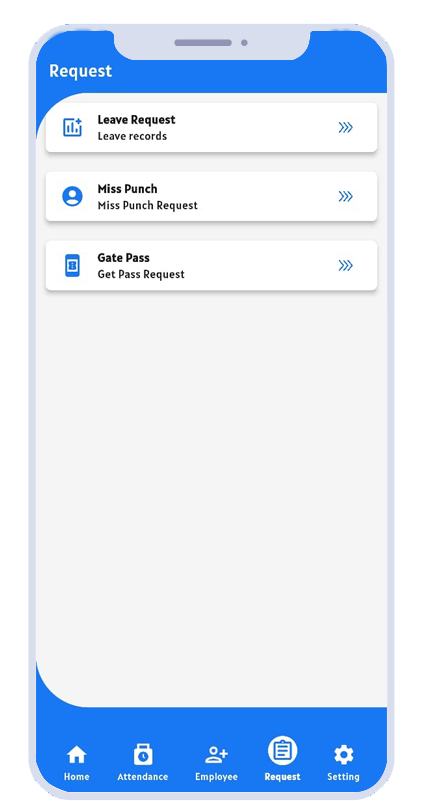 Request
Leave Request
Leave records
Miss Punch
Miss Punch Request
Gate Pass
Get Pass Request
Home Attendance Employee Request Setting